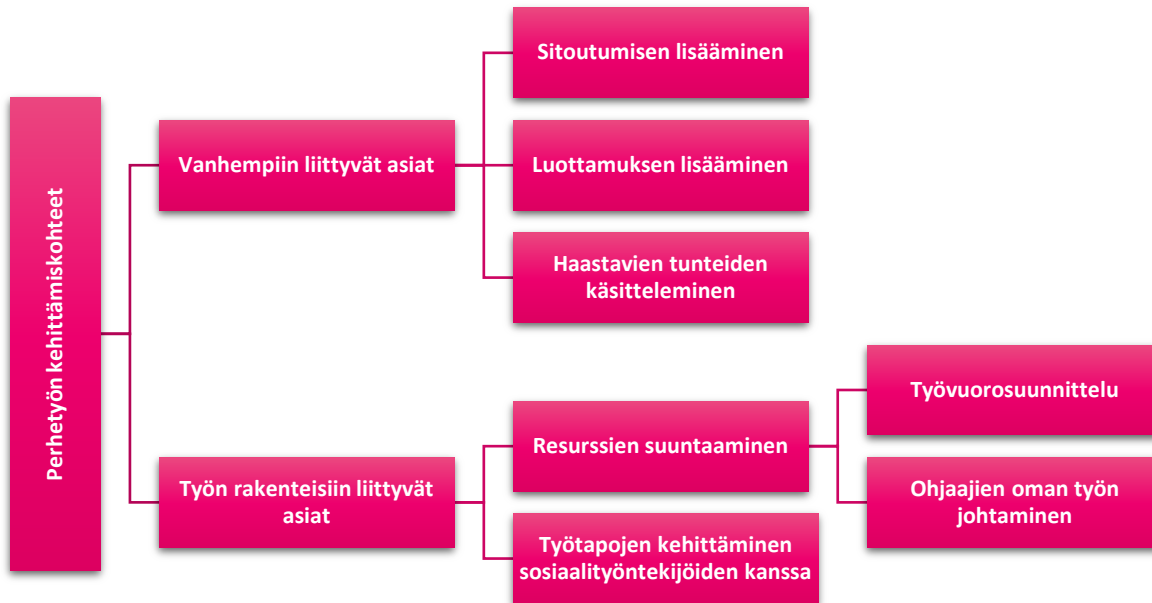 Perhetyön kehittämiskohteet
Vanhempiin liittyvät asiat
Sitoutumisen lisääminen
Luottamuksen lisääminen
Haastavien tunteiden
käsitteleminen
Työn rakenteisiin liittyvät
asiat
Resurssien suuntaaminen
Työvuorosuunnittelu
Ohjaajien oman työn
johtaminen
Työtapojen kehittäminen
sosiaalityöntekijöiden kanssa